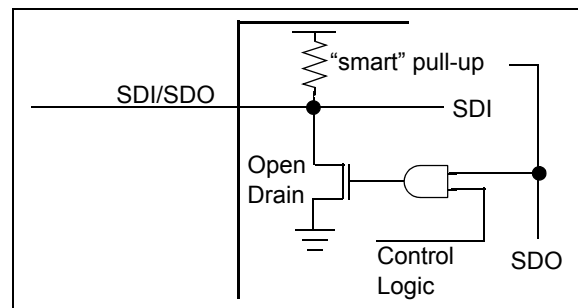 “smart” pull-up
SDI/SDO
SDI
Open
Drain
Control
Logic
SDO